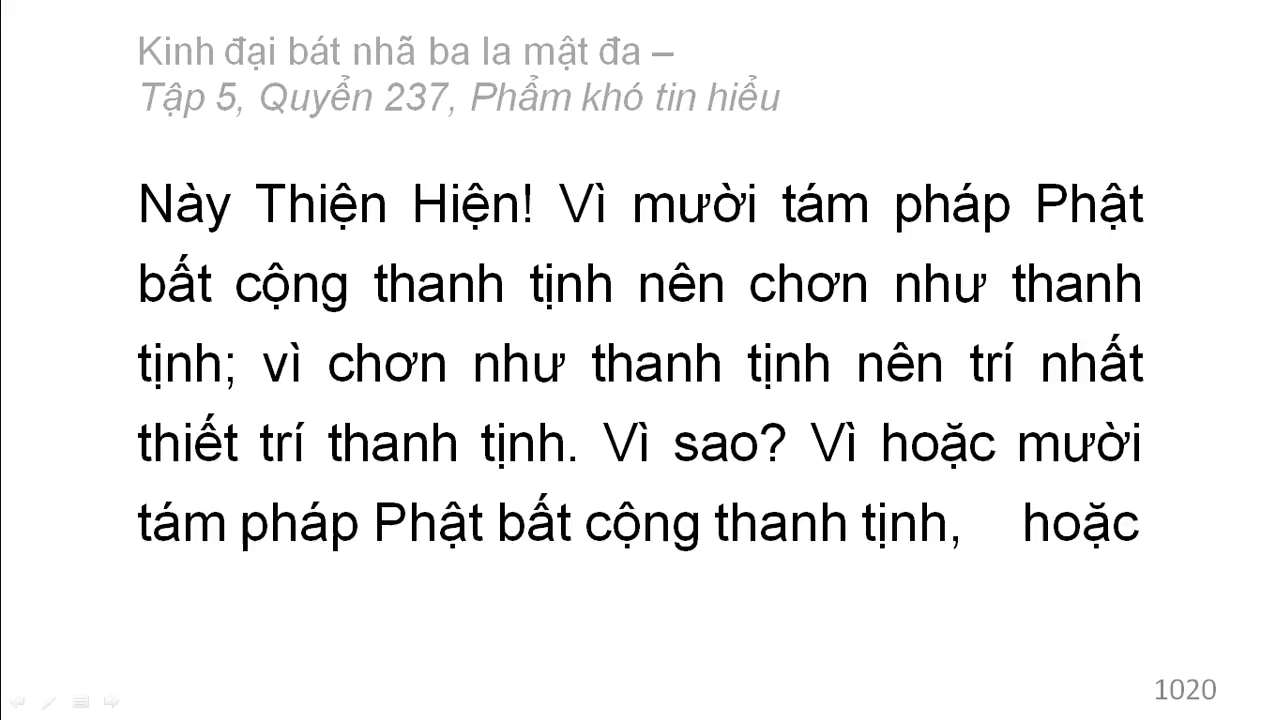 Kinh đại bát nhã ba la mật đa –
Tập 5, Quyển 237, Phẩm khó tin hiểu
Này Thiện Hiện! Vì mười tám pháp Phật
bất cộng thanh tịnh nên chơn như thanh
tịnh; vì chơn như thanh tịnh nên trí nhất
thiết trí thanh tịnh. Vì sao? Vì hoặc mười
tám pháp Phật bất cộng thanh tịnh, hoặc
1020